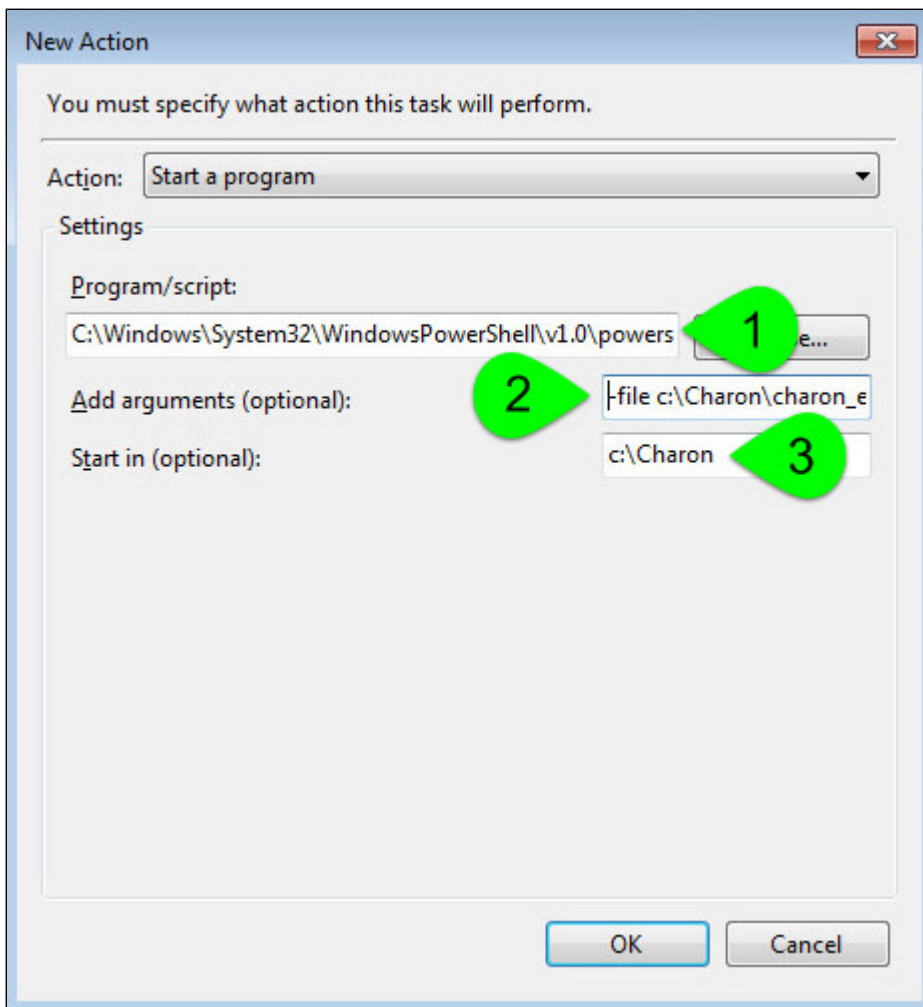 New Action
You must specify what action this task will perform.
Action: Start a program
Settings
Program/script:
C:\Windows\System32\WindowsPowerShell\v1.0\powers 1 e...
Add arguments (optional): 2 -file c:\Charon\charon_e
Start in (optional): c:\Charon 3
OK Cancel